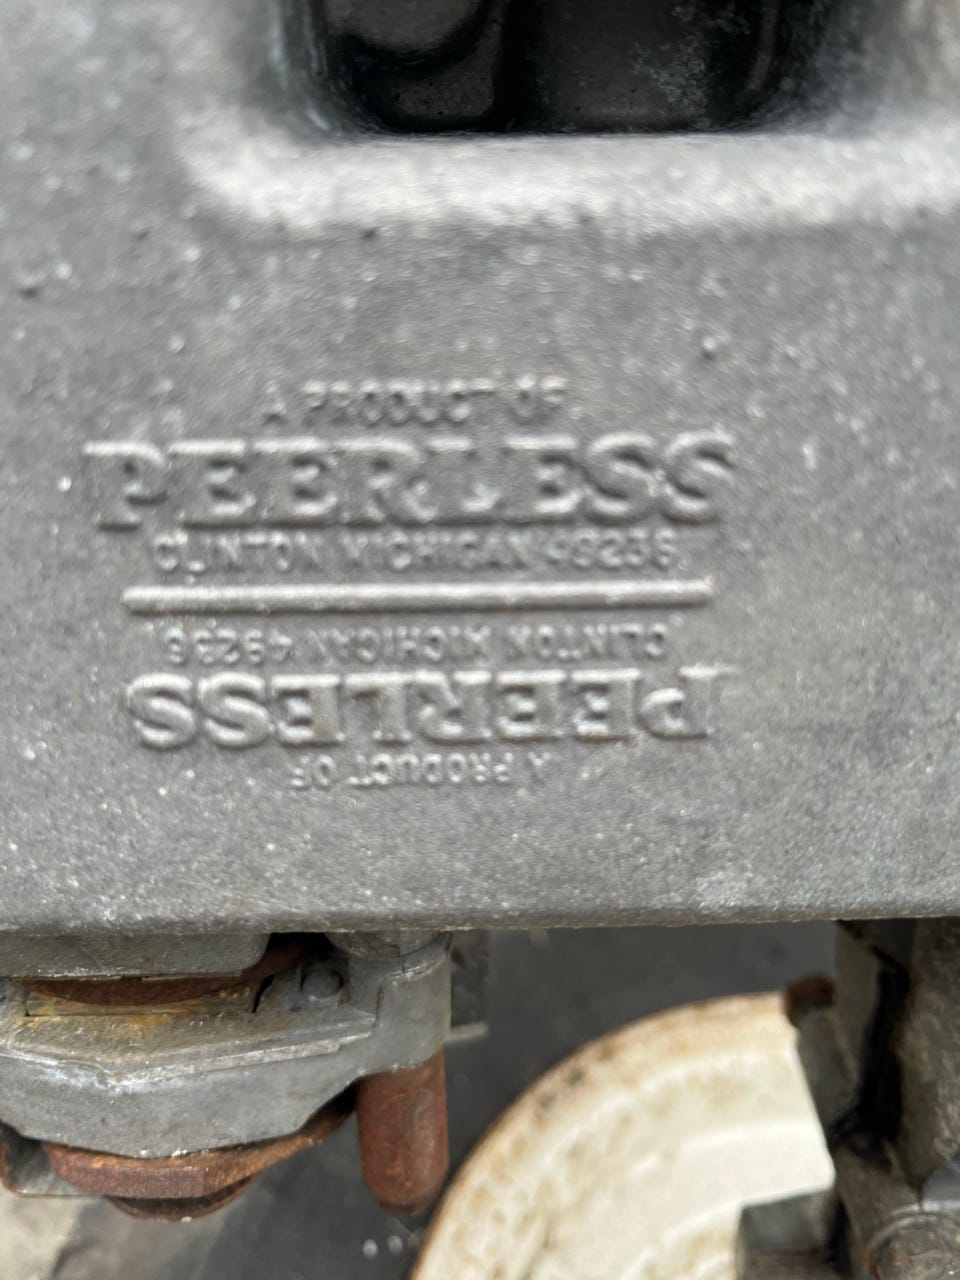 A PRODUCT OF
PEERLESS
CLINTON MICHIGAN 49236
CLINTON MICHIGAN 49236
PEERLESS
A PRODUCT OF